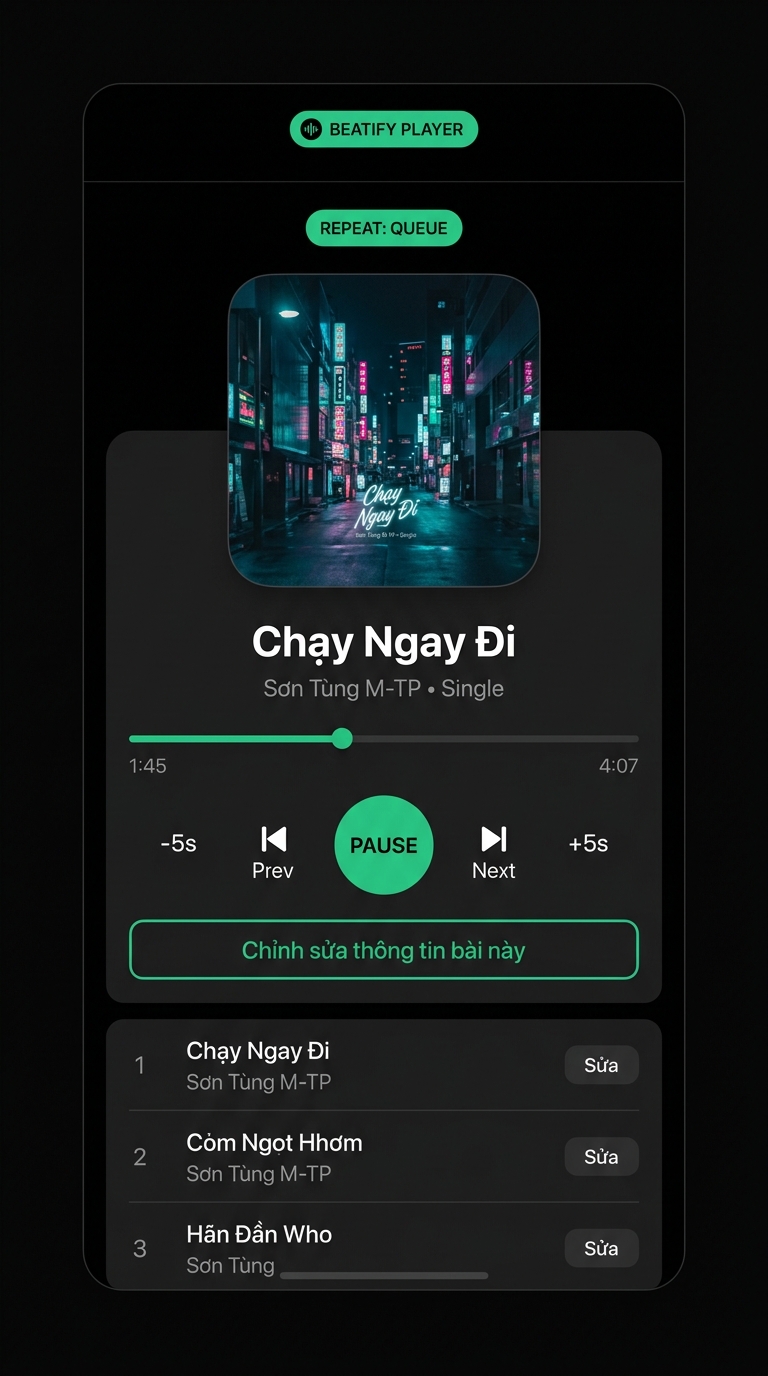 BEATIFY PLAYER
REPEAT: QUEUE
Chạy
Ngay Đi
Chạy Ngay Đi
Sơn Tùng M-TP • Single
1:45
4:07
-5s
Prev
PAUSE
Next
+5s
Chỉnh sửa thông tin bài này
1
Chạy Ngay Đi
Sơn Tùng M-TP
Sửa
2
Cỏm Ngọt Hhơm
Sơn Tùng M-TP
Sửa
3
Hãn Đần Who
Sơn Tùng
Sửa